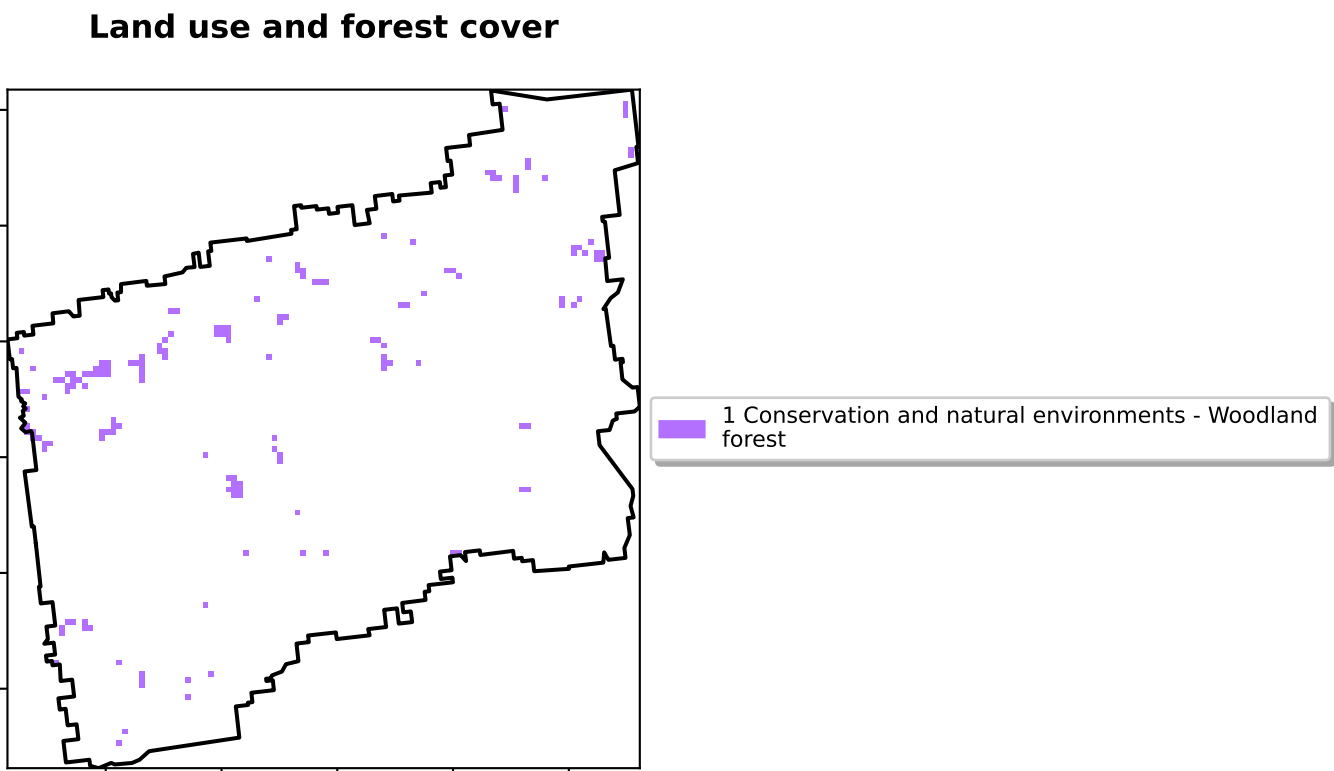 Land use and forest cover
1 Conservation and natural environments - Woodland
forest